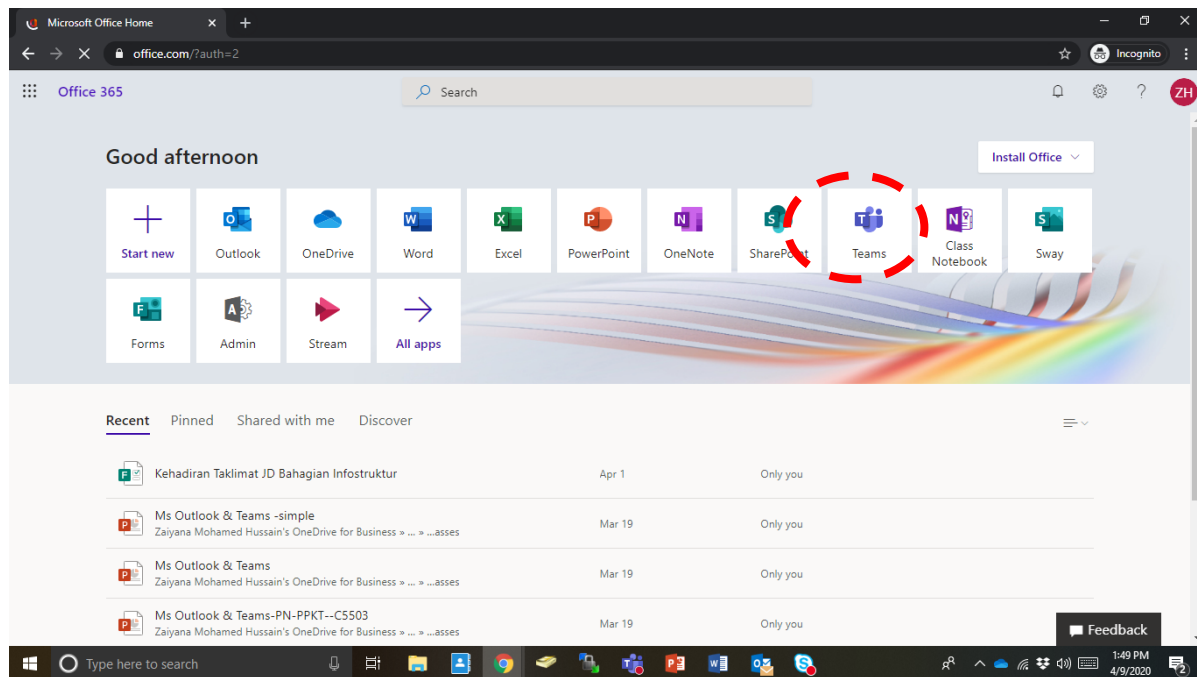 Microsoft Office Home
office.com/?auth=2
Incognito
Office 365
Search
ZH
Good afternoon
Install Office
Start new
Outlook
OneDrive
Word
Excel
PowerPoint
OneNote
SharePoint
Teams
Class
Notebook
Sway
Forms
Admin
Stream
All apps
Recent Pinned Shared with me Discover
Kehadiran Taklimat JD Bahagian Infostruktur Apr 1 Only you
Ms Outlook & Teams -simple
Zaiyana Mohamed Hussain's OneDrive for Business » ... » ...asses
Mar 19 Only you
Ms Outlook & Teams
Zaiyana Mohamed Hussain's OneDrive for Business » ... » ...asses
Mar 19 Only you
Ms Outlook & Teams-PN-PPKT--C5503
Zaiyana Mohamed Hussain's OneDrive for Business » ... » ...asses
Mar 19 Only you
Feedback
Type here to search
1:49 PM
4/9/2020
2